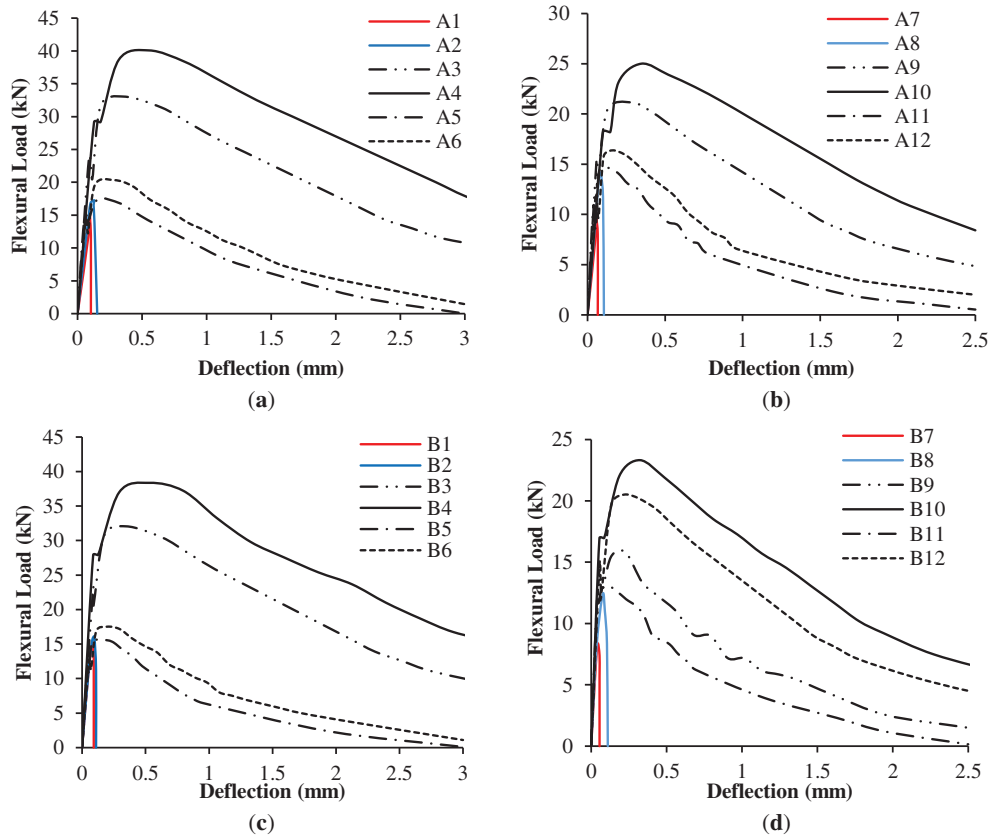 45
40
35
30
25
20
15
10
5
0
Flexural Load (kN)
0 0.5 1 1.5 2 2.5 3
Deflection (mm)
A1
A2
A3
A4
A5
A6
(a)
30
25
20
15
10
5
0
Flexural Load (kN)
0 0.5 1 1.5 2 2.5
Deflection (mm)
A7
A8
A9
A10
A11
A12
(b)
45
40
35
30
25
20
15
10
5
0
Flexural Load (kN)
0 0.5 1 1.5 2 2.5 3
Deflection (mm)
B1
B2
B3
B4
B5
B6
(c)
25
20
15
10
5
0
Flexural Load (kN)
0 0.5 1 1.5 2 2.5
Deflection (mm)
B7
B8
B9
B10
B11
B12
(d)